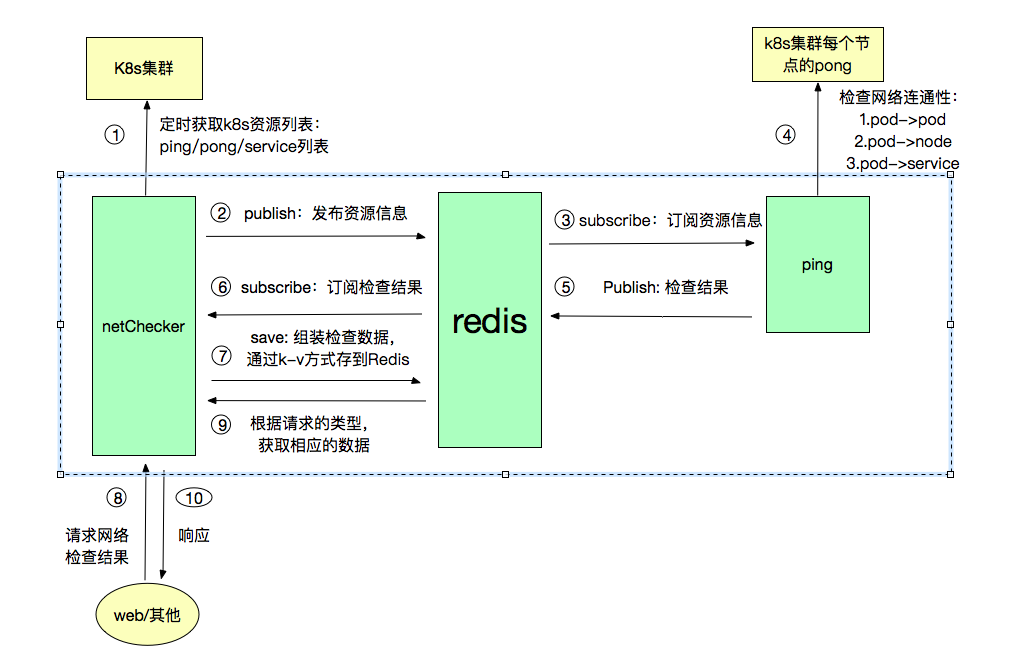 K8s集群
①
定时获取k8s资源列表：
ping/pong/service列表
k8s集群每个节
点的pong
④
检查网络连通性：
1.pod->pod
2.pod->node
3.pod->service
netChecker
② publish：发布资源信息
⑥ subscribe：订阅检查结果
⑦ save: 组装检查数据，
通过k-v方式存到Redis
⑨ 根据请求的类型，
获取相应的数据
redis
③ subscribe：订阅资源信息
⑤ Publish: 检查结果
ping
⑧
请求网络
检查结果
⑩
响应
web/其他